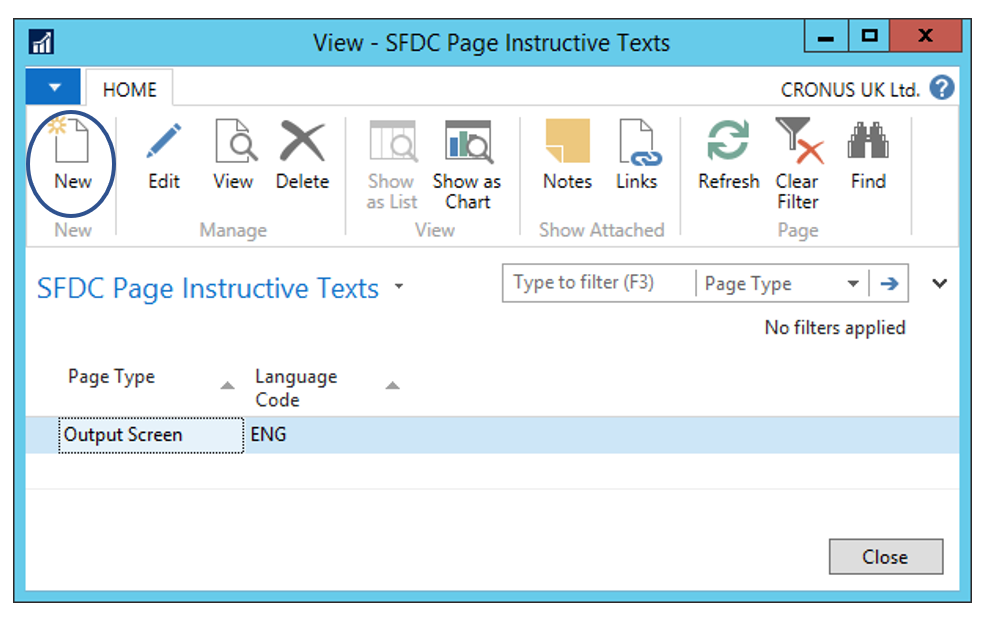 View - SFDC Page Instructive Texts
HOME
CRONUS UK Ltd.
New
Edit
View
Delete
Show
as List
Show as
Chart
Notes
Links
Refresh
Clear
Filter
Find
New
Manage
View
Show Attached
Page
SFDC Page Instructive Texts
Type to filter (F3)
Page Type
No filters applied
Page Type
Language
Code
Output Screen
ENG
Close